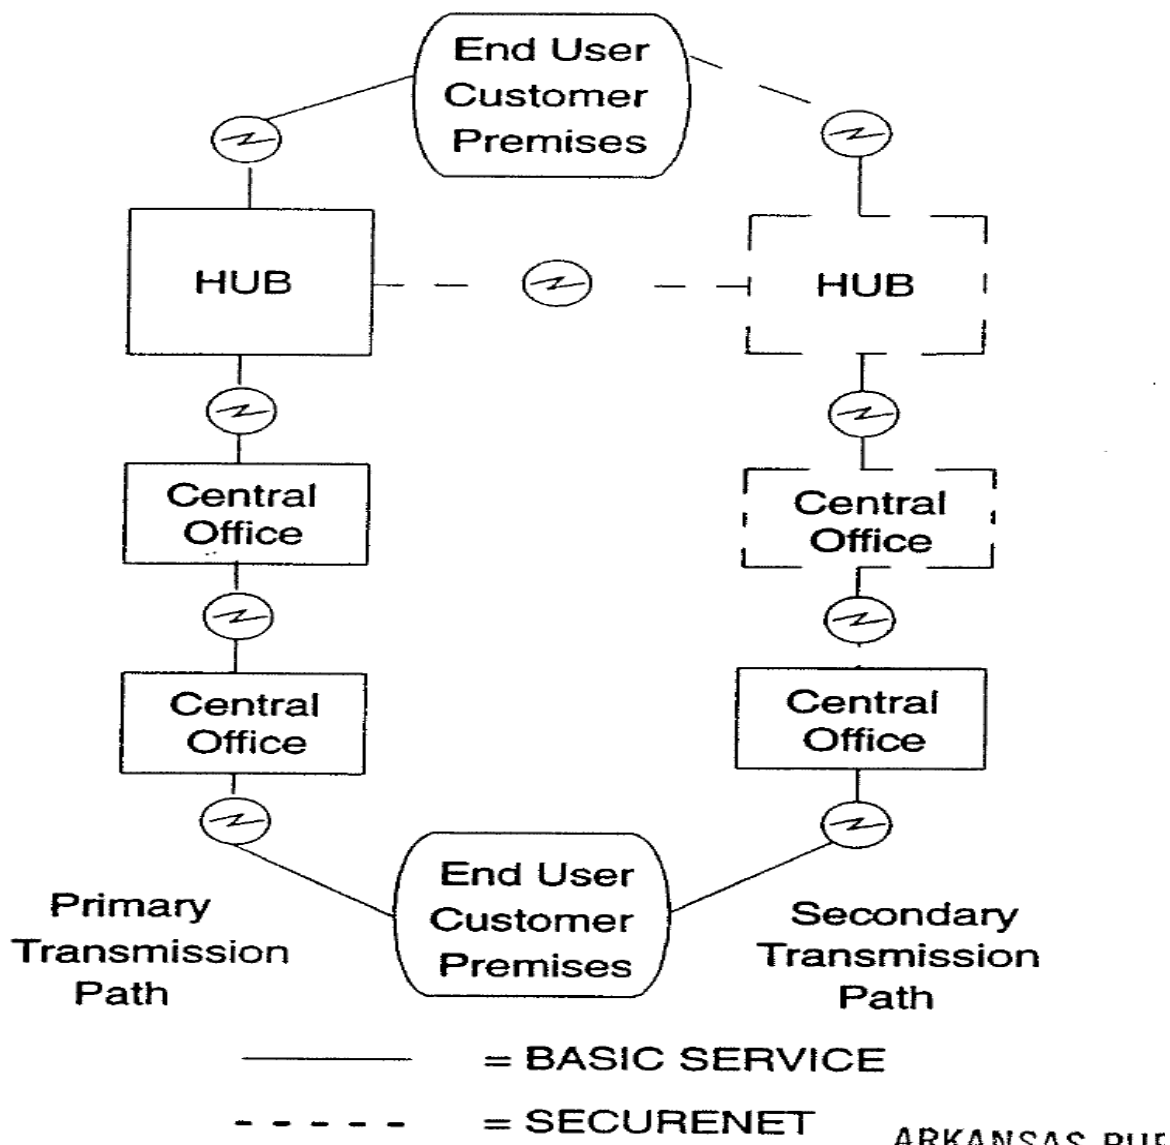 End User
Customer
Premises
HUB
HUB
Central
Office
Central
Office
Central
Office
Central
Office
End User
Customer
Premises
Primary
Transmission
Path
Secondary
Transmission
Path
= BASIC SERVICE
= SECURENET
ARKANSAS